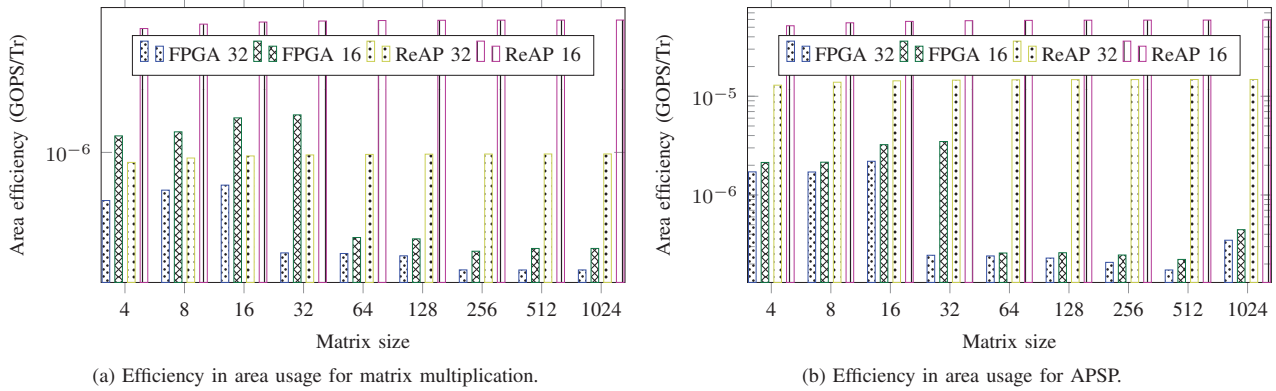 FPGA 32 FPGA 16 ReAP 32 ReAP 16
10^{-6}
Area efficiency (GOPS/Tr)
4 8 16 32 64 128 256 512 1024
Matrix size
(a) Efficiency in area usage for matrix multiplication.
FPGA 32 FPGA 16 ReAP 32 ReAP 16
10^{-5}
10^{-6}
Area efficiency (GOPS/Tr)
4 8 16 32 64 128 256 512 1024
Matrix size
(b) Efficiency in area usage for APSP.